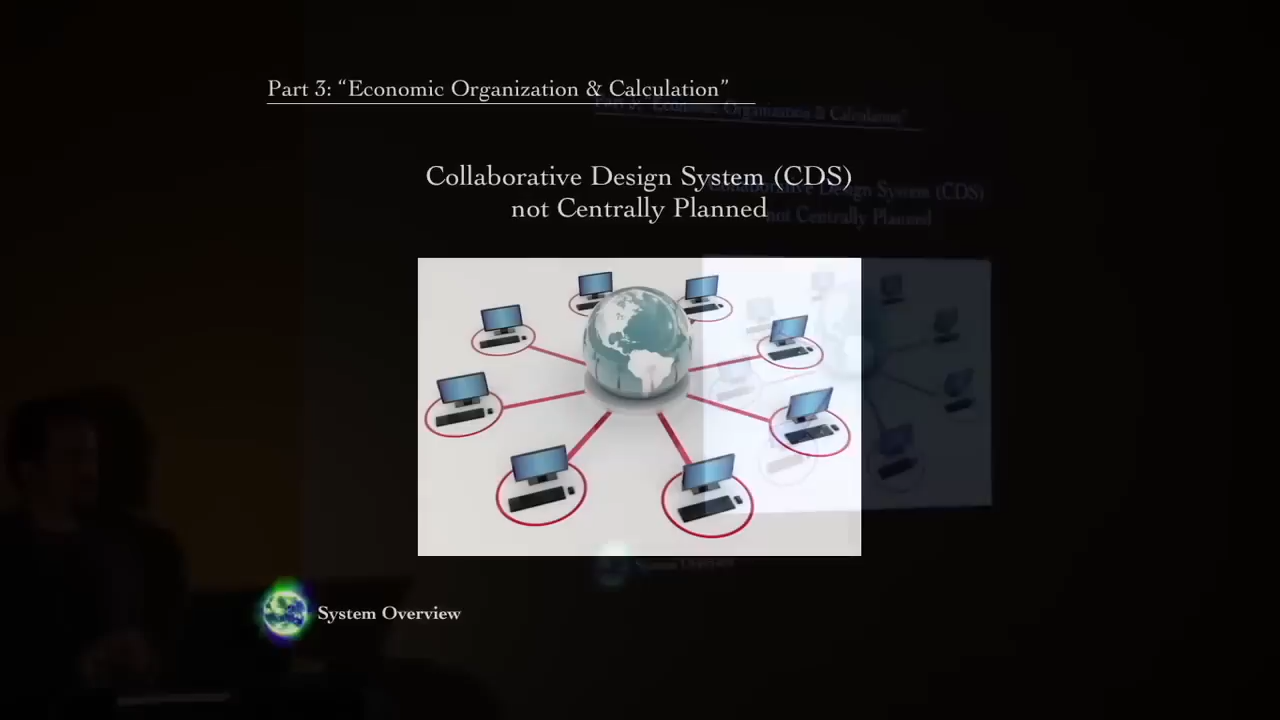 Part 3: “Economic Organization & Calculation”
Collaborative Design System (CDS)
not Centrally Planned
System Overview